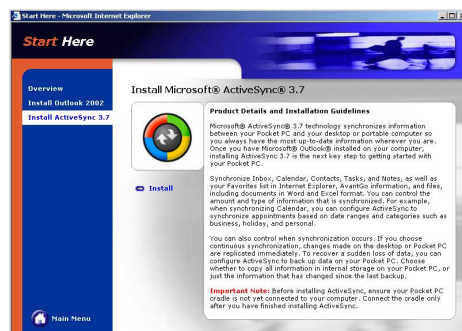 Start Here - Microsoft Internet Explorer
Start Here
Overview
Install Outlook 2002
Install ActiveSync 3.7
Install Microsoft® ActiveSync® 3.7
Install
Product Details and Installation Guidelines
Microsoft® ActiveSync® 3.7 technology synchronizes information
between your Pocket PC and your desktop or portable computer so
you always have the most up-to-date information wherever you are.
Once you have Microsoft® Outlook® installed on your computer,
installing ActiveSync 3.7 is the next key step to getting started with
your Pocket PC.
Synchronize Inbox, Calendar, Contacts, Tasks, and Notes, as well as
your Favorites list in Internet Explorer, AvantGo information, and files,
including documents in Word and Excel format. You can control the
amount and type of information that is synchronized. For example,
when synchronizing Calendar, you can configure ActiveSync to
synchronize appointments based on date ranges and categories such as
business, holiday, and personal.
You can also control when synchronization occurs. If you choose
continuous synchronization, changes made on the desktop or Pocket PC
are replicated immediately. To recover a sudden loss of data, you can
configure ActiveSync to back up data on your Pocket PC. Choose
whether to copy all information in internal storage on your Pocket PC, or
just the information that has changed since the last backup.
Important Note: Before installing ActiveSync, ensure your Pocket PC
cradle is not yet connected to your computer. Connect the cradle only
after you have finished installing ActiveSync.
Main Menu